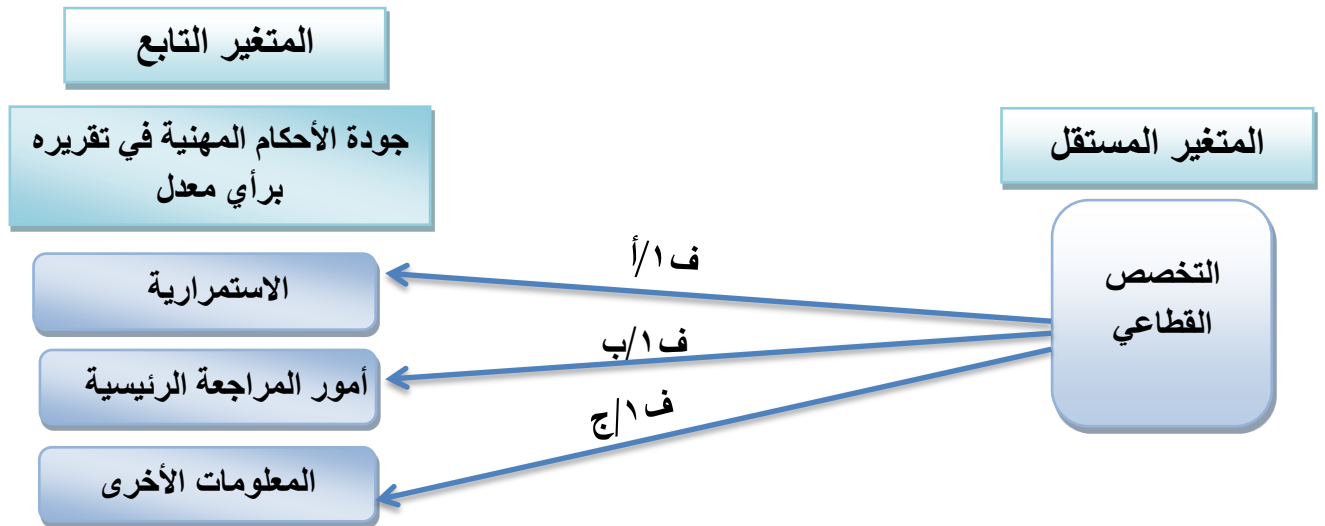 المتغير المستقل
التخصص
القطاعي
المتغير التابع
جودة الأحكام المهنية في تقريره
برأي معدل
ف١/أ
الاستمرارية
ف١/ب
أمور المراجعة الرئيسية
ف١/ج
المعلومات الأخرى